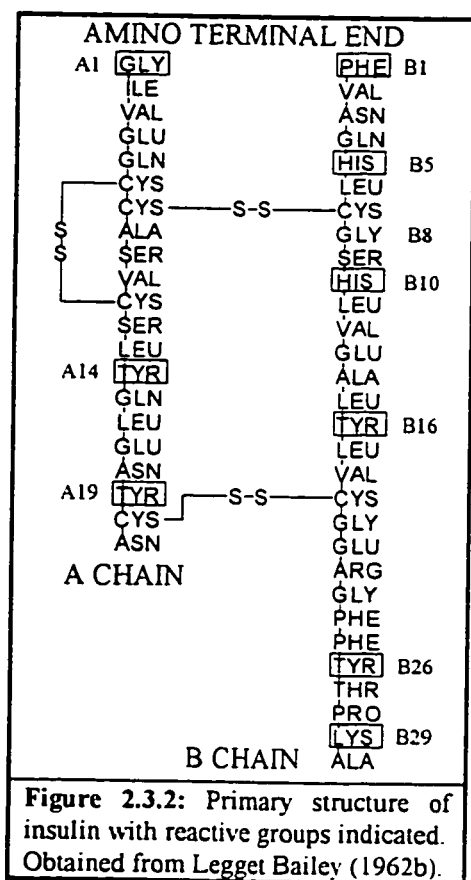 AMINO TERMINAL END
A1 GLY
ILE
VAL
GLU
GLN
CYS
CYS
ALA
SER
VAL
CYS
SER
LEU
A14 TYR
GLN
LEU
GLU
ASN
A19 TYR
CYS
ASN
A CHAIN
S
S
S-S
S-S
PHE B1
VAL
ASN
GLN
HIS B5
LEU
CYS
GLY B8
SER
HIS B10
LEU
VAL
GLU
ALA
LEU
TYR B16
LEU
VAL
CYS
GLY
GLU
ARG
GLY
PHE
PHE
TYR B26
THR
PRO
LYS B29
ALA
B CHAIN
Figure 2.3.2: Primary structure of
insulin with reactive groups indicated.
Obtained from Legget Bailey (1962b).